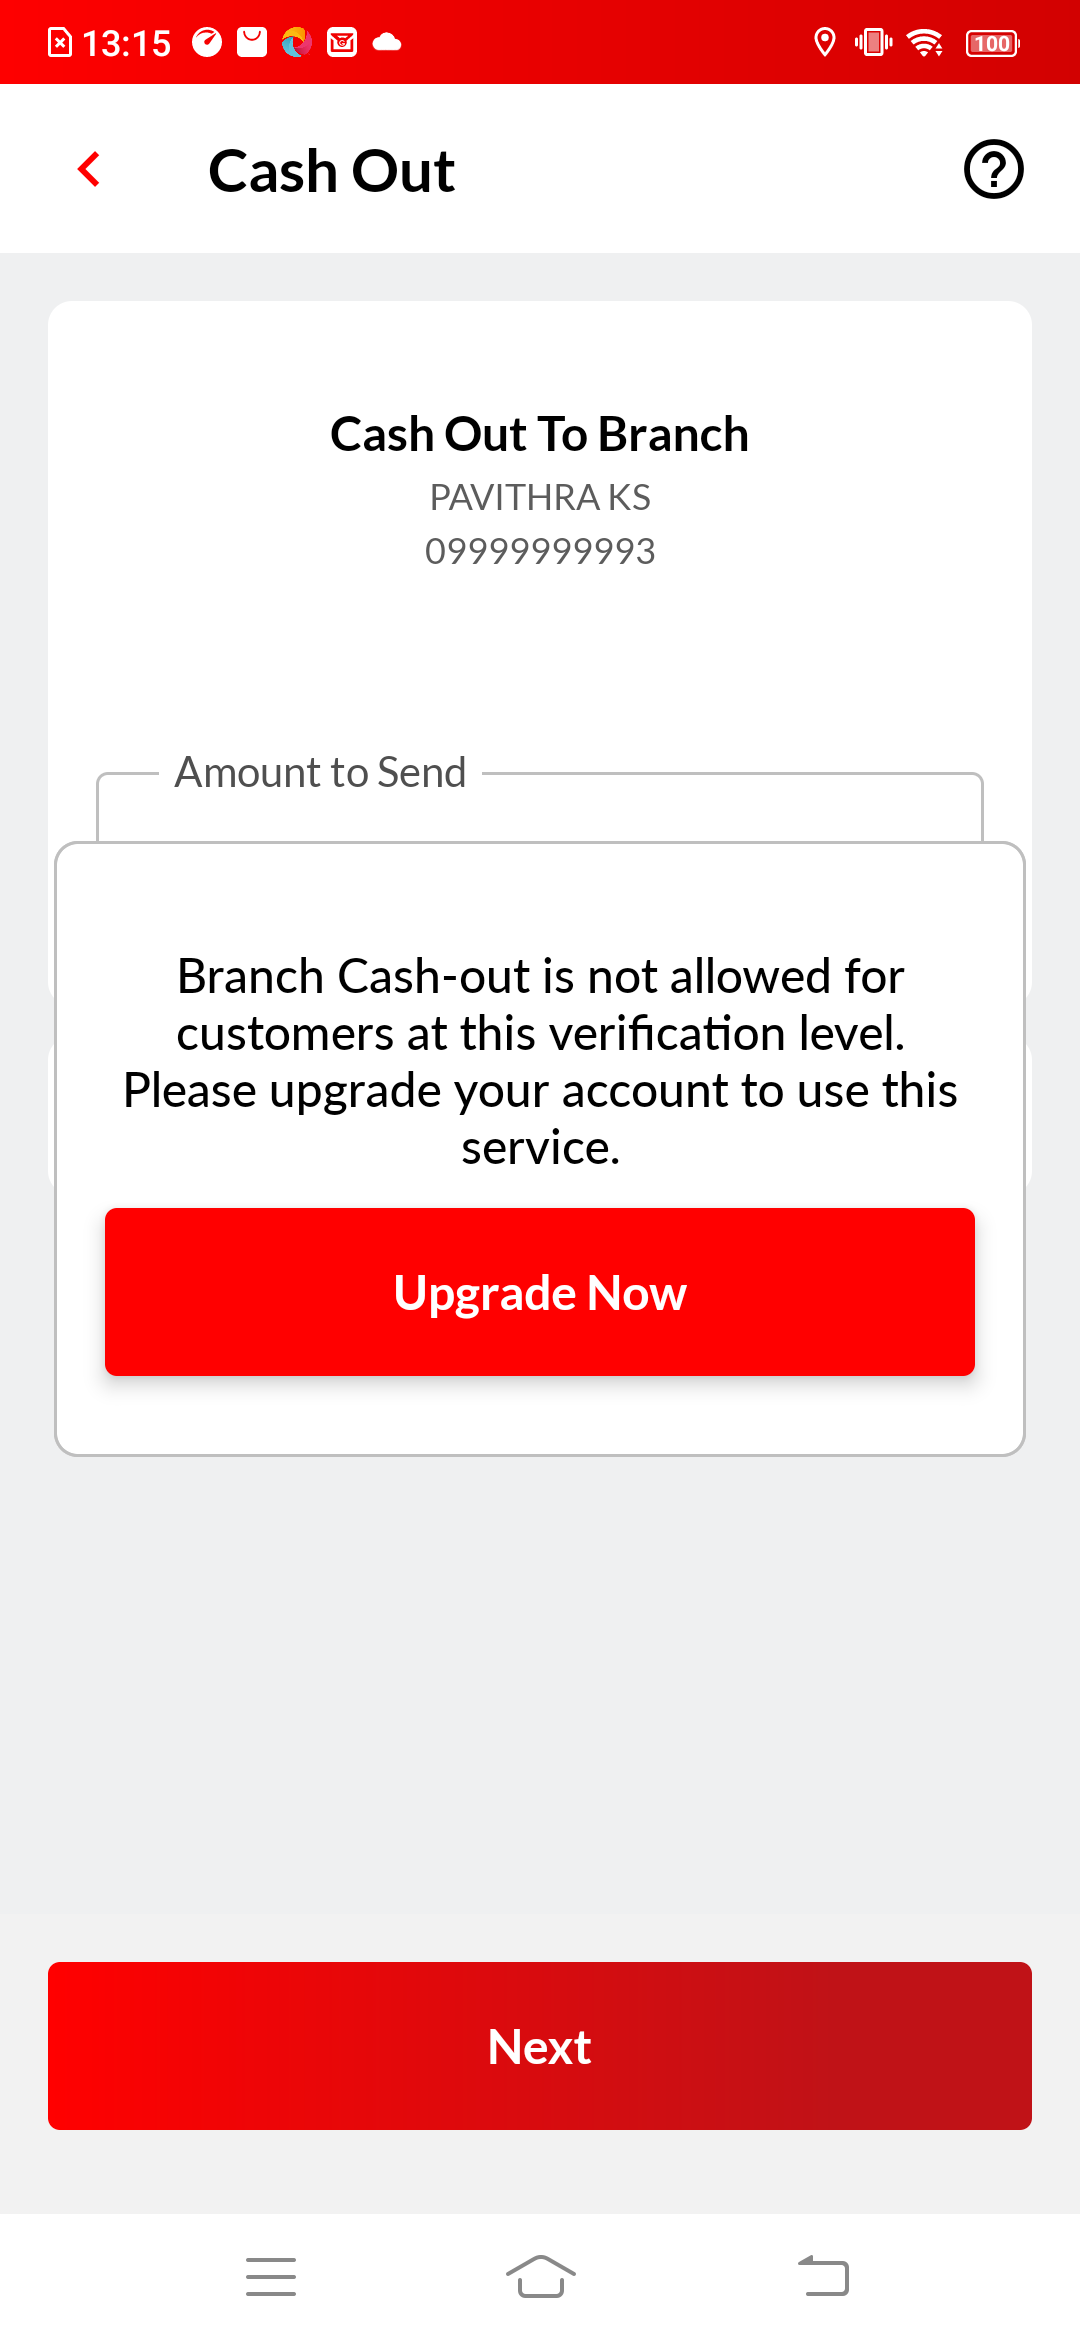 13:15
100
Cash Out
Cash Out To Branch
PAVITHRA KS
09999999993
Amount to Send
Branch Cash-out is not allowed for
customers at this verification level.
Please upgrade your account to use this
service.
Upgrade Now
Next